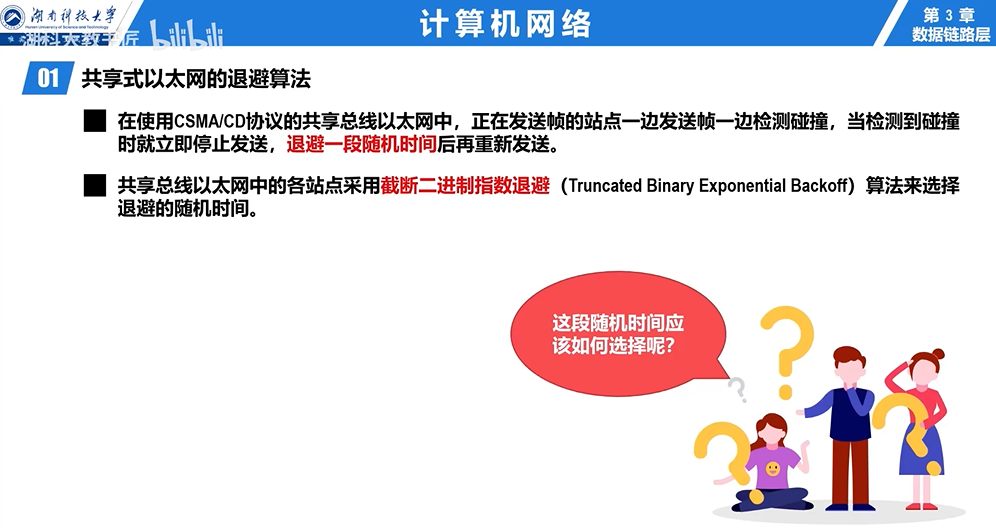 湖南科技大学
Hunan University of Science and Technology
计算机网络
第 3 章
数据链路层
湖科大教书匠 bilibili
01 共享式以太网的退避算法
在使用CSMA/CD协议的共享总线以太网中，正在发送帧的站点一边发送帧一边检测碰撞，当检测到碰撞
时就立即停止发送，退避一段随机时间后再重新发送。
共享总线以太网中的各站点采用截断二进制指数退避（Truncated Binary Exponential Backoff）算法来选择
退避的随机时间。
这段随机时间应
该如何选择呢？